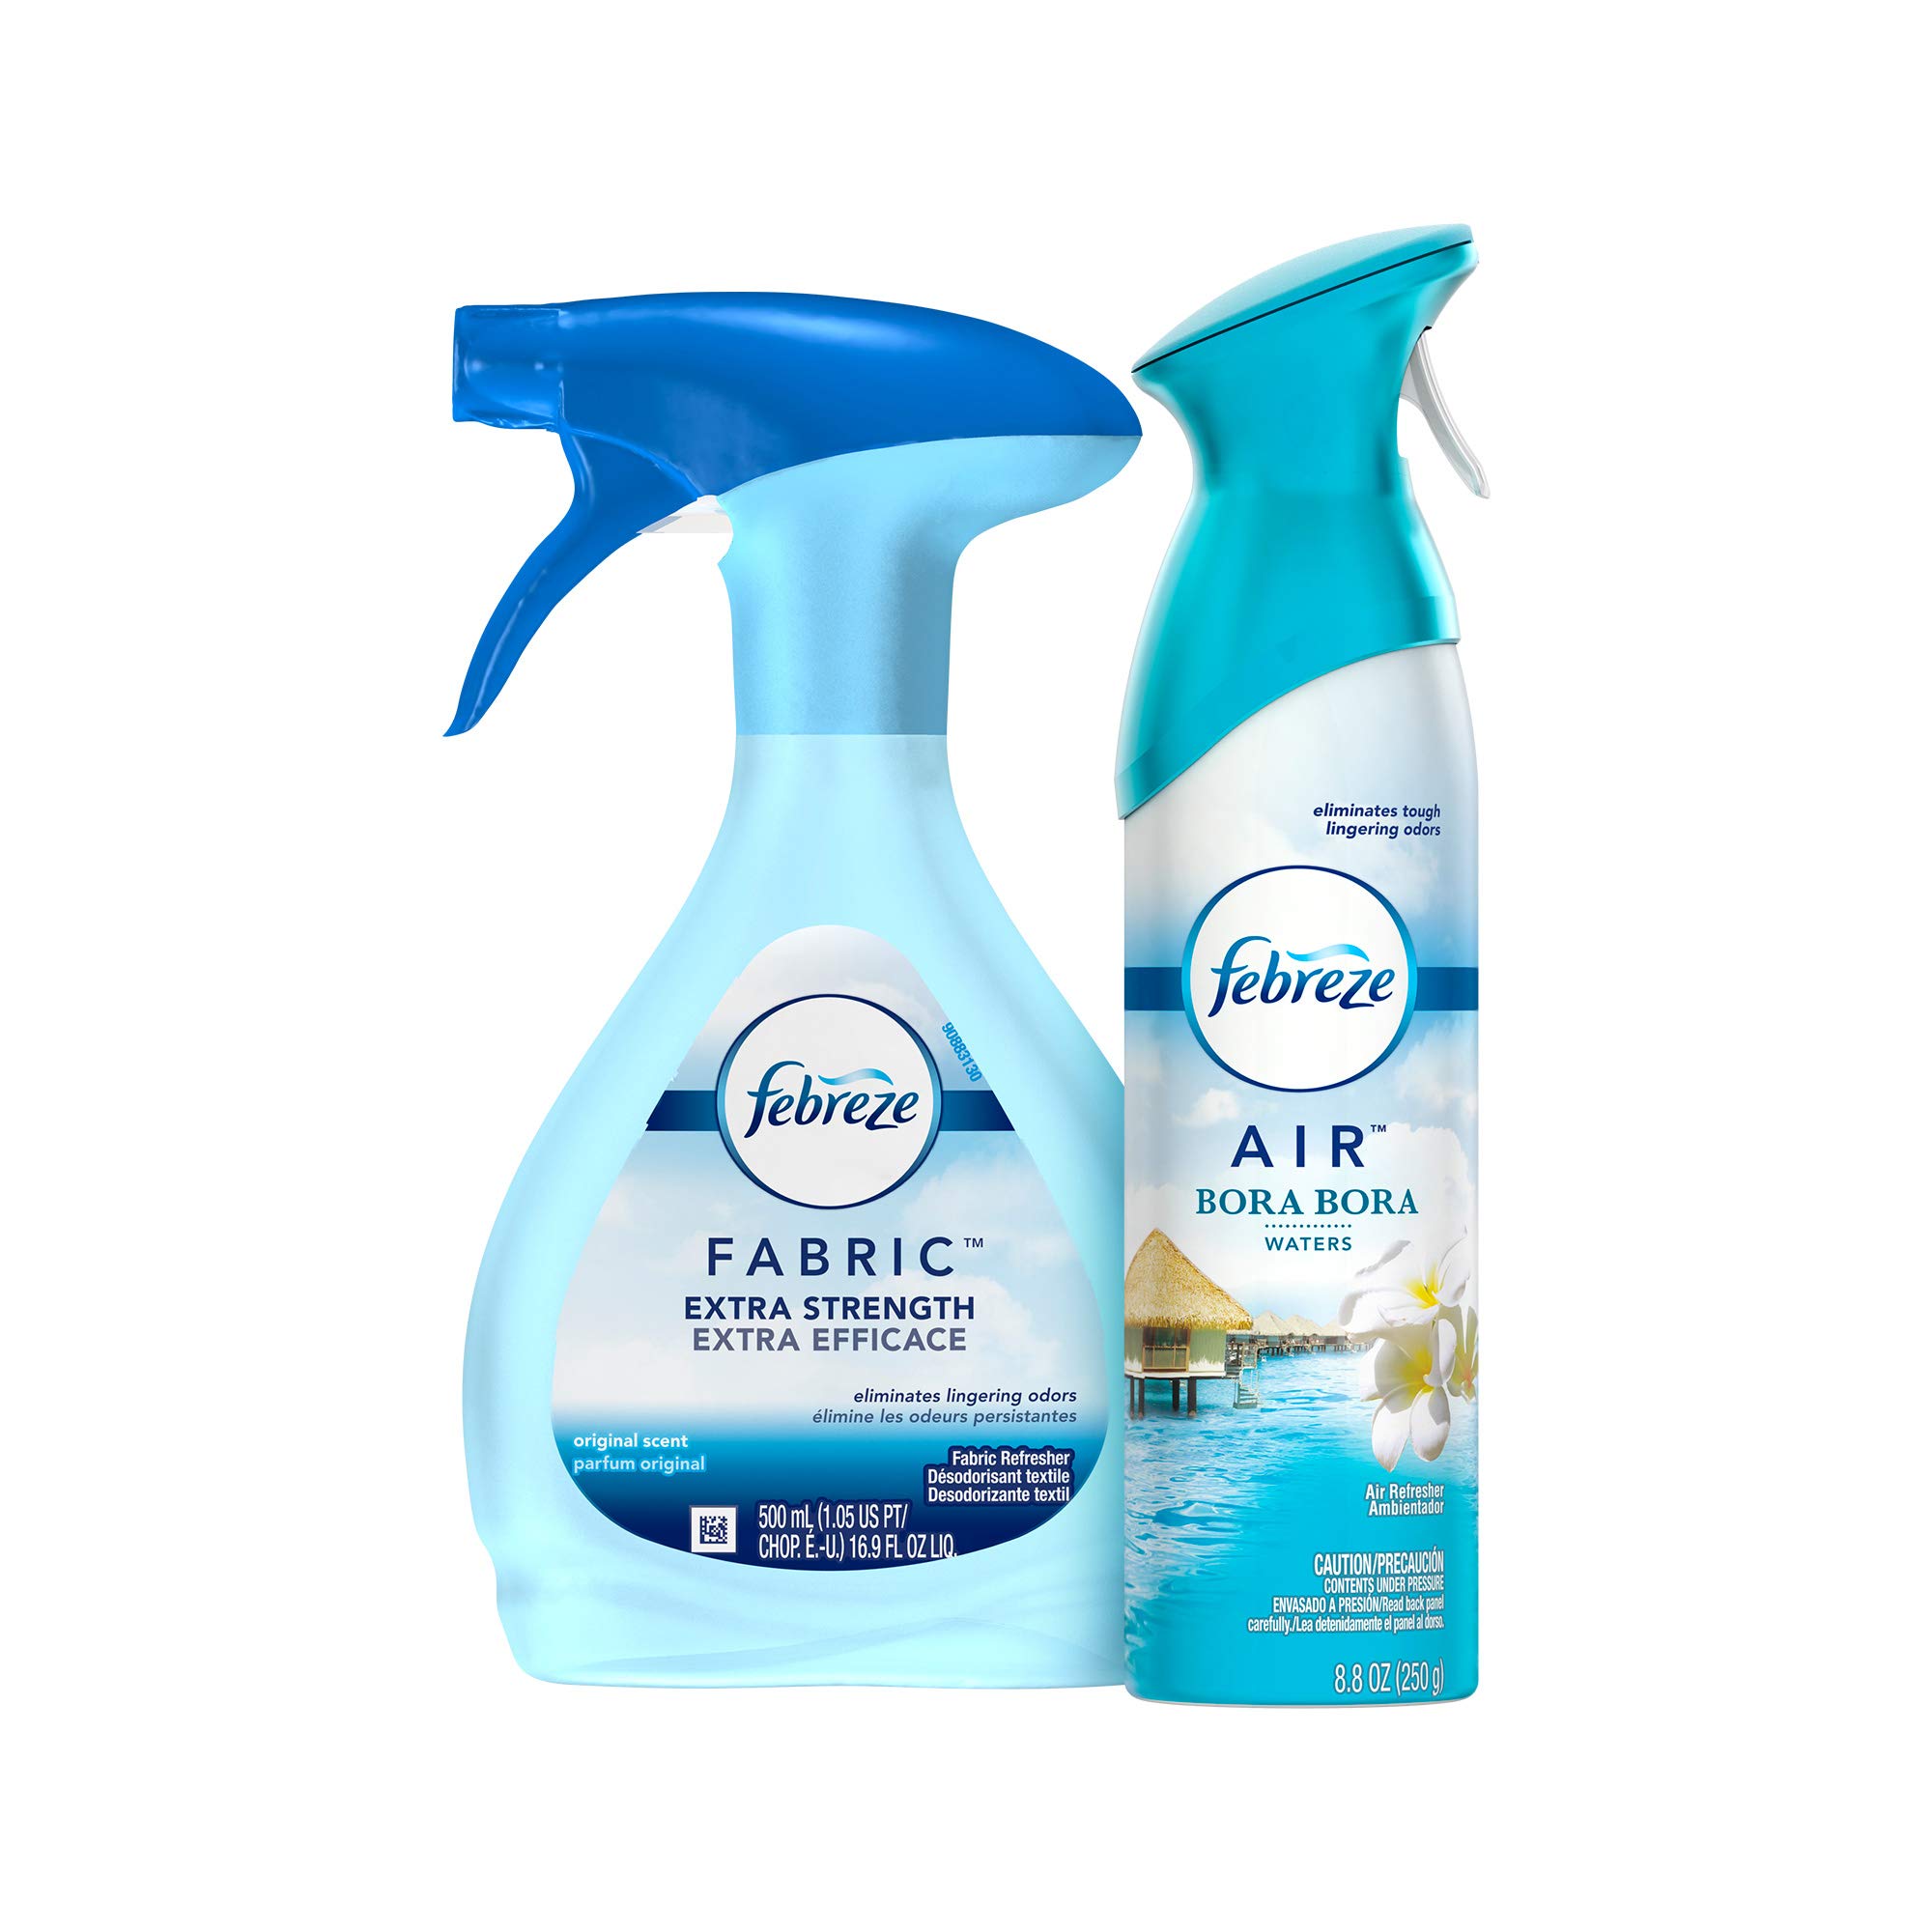 febreze
90883130
FABRIC™
EXTRA STRENGTH
EXTRA EFFICACE
eliminates lingering odors
élimine les odeurs persistantes
original scent
parfum original
Fabric Refresher
Désodorisant textile
Desodorizante textil
500 mL (1.05 US PT/
CHOP. É.-U.) 16.9 FL OZ LIQ.
eliminates tough
lingering odors
febreze
AIR™
BORA BORA
WATERS
Air Refresher
Ambientador
CAUTION/PRECAUCIÓN
CONTENTS UNDER PRESSURE
ENVASADO A PRESIÓN/Read back panel
carefully./Lea detenidamente el panel al dorso.
8.8 OZ (250 g)